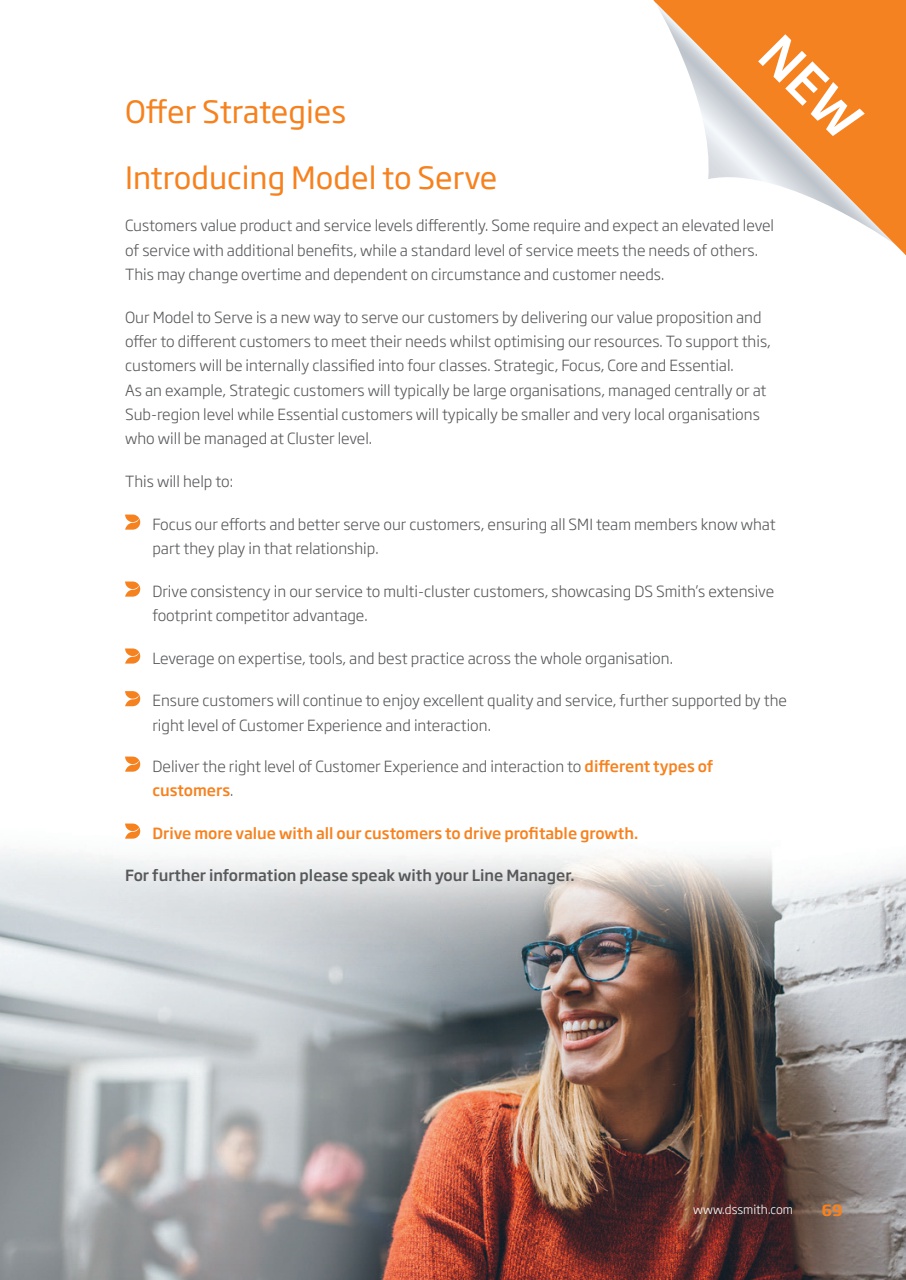 NEW
Offer Strategies
Introducing Model to Serve
Customers value product and service levels differently. Some require and expect an elevated level
of service with additional benefits, while a standard level of service meets the needs of others.
This may change overtime and dependent on circumstance and customer needs.
Our Model to Serve is a new way to serve our customers by delivering our value proposition and
offer to different customers to meet their needs whilst optimising our resources. To support this,
customers will be internally classified into four classes. Strategic, Focus, Core and Essential.
As an example, Strategic customers will typically be large organisations, managed centrally or at
Sub-region level while Essential customers will typically be smaller and very local organisations
who will be managed at Cluster level.
This will help to:
Focus our efforts and better serve our customers, ensuring all SMI team members know what
part they play in that relationship.
Drive consistency in our service to multi-cluster customers, showcasing DS Smith's extensive
footprint competitor advantage.
Leverage on expertise, tools, and best practice across the whole organisation.
Ensure customers will continue to enjoy excellent quality and service, further supported by the
right level of Customer Experience and interaction.
Deliver the right level of Customer Experience and interaction to different types of
customers.
Drive more value with all our customers to drive profitable growth.
For further information please speak with your Line Manager.
www.dssmith.com 69